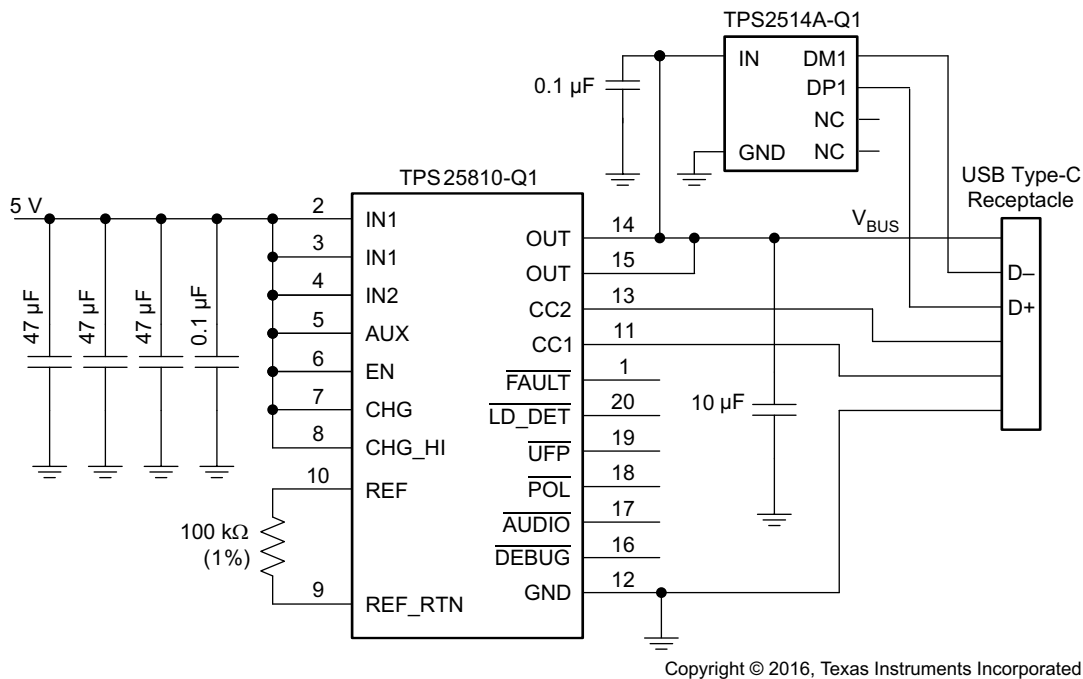 TPS2514A-Q1
IN
DM1
0.1 µF
DP1
NC
GND
NC
TPS25810-Q1
USB Type-C
Receptacle
5 V
2
IN1
3
IN1
4
IN2
5
AUX
6
EN
7
CHG
8
CHG_HI
10
REF
9
REF_RTN
47 µF
47 µF
47 µF
0.1 µF
100 kΩ
(1%)
OUT
14
OUT
15
CC2
13
CC1
11
FAULT
1
LD_DET
20
UFP
19
POL
18
AUDIO
17
DEBUG
16
GND
12
VBUS
D–
D+
10 µF
Copyright © 2016, Texas Instruments Incorporated